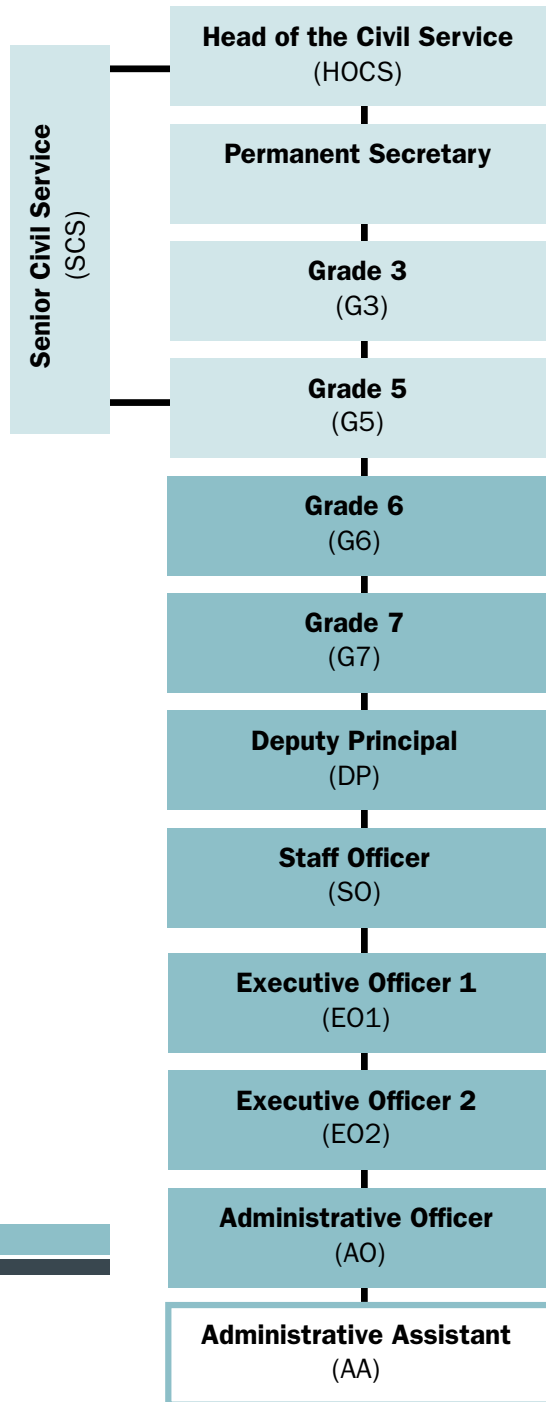 Head of the Civil Service
(HOCS)
Senior Civil Service
(SCS)
Permanent Secretary
Grade 3
(G3)
Grade 5
(G5)
Grade 6
(G6)
Grade 7
(G7)
Deputy Principal
(DP)
Staff Officer
(SO)
Executive Officer 1
(EO1)
Executive Officer 2
(EO2)
Administrative Officer
(AO)
Administrative Assistant
(AA)